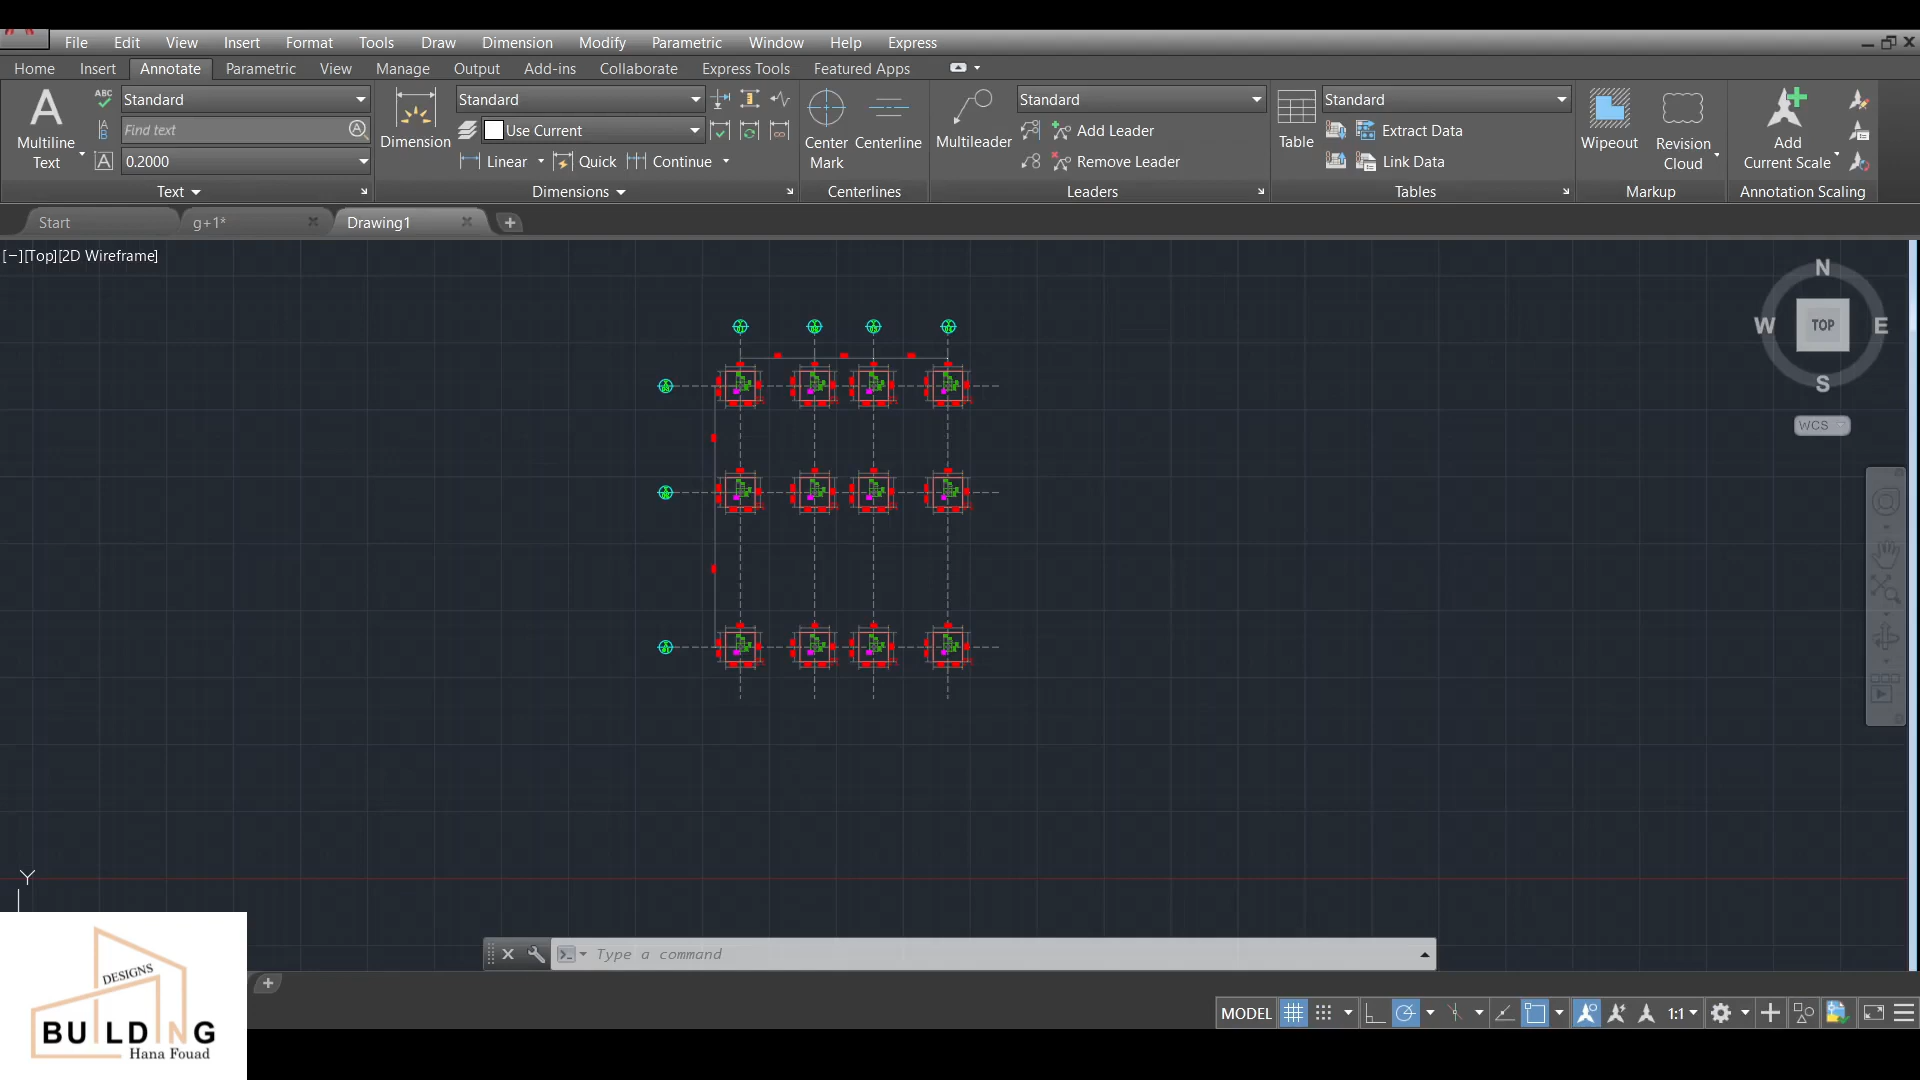 File Edit View Insert Format Tools Draw Dimension Modify Parametric Window Help Express
Home Insert Annotate Parametric View Manage Output Add-ins Collaborate Express Tools Featured Apps
Multiline
Text
ABC
Standard
Find text
0.2000
Text
Dimension
Standard
Use Current
Linear Quick Continue
Dimensions
Center
Mark
Centerline
Centerlines
Multileader
Standard
Add Leader
Remove Leader
Leaders
Table
Standard
Extract Data
Link Data
Tables
Wipeout
Revision
Cloud
Markup
Add
Current Scale
Annotation Scaling
Start g+1* Drawing1
[−][Top][2D Wireframe]
N
W TOP E
S
WCS
Y
Type a command
MODEL 1:1
DESIGNS
BUILDING
Hana Fouad